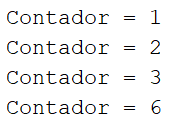 Contador = 1
Contador = 2
Contador = 3
Contador = 6